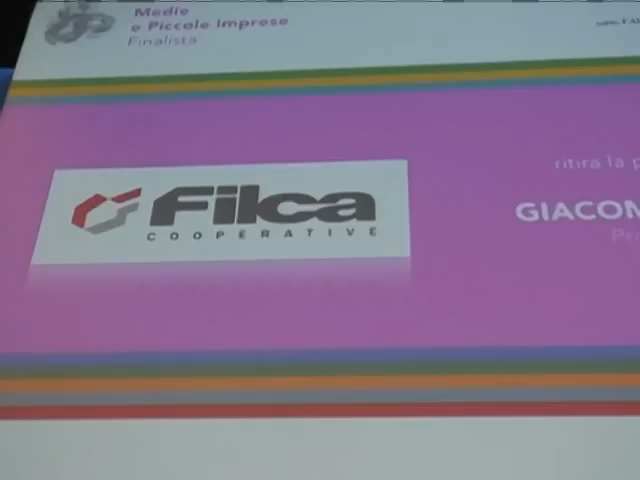 Medie
e Piccole Imprese
Finalista
ritira la p
Filca
COOPERATIVE
GIACOM